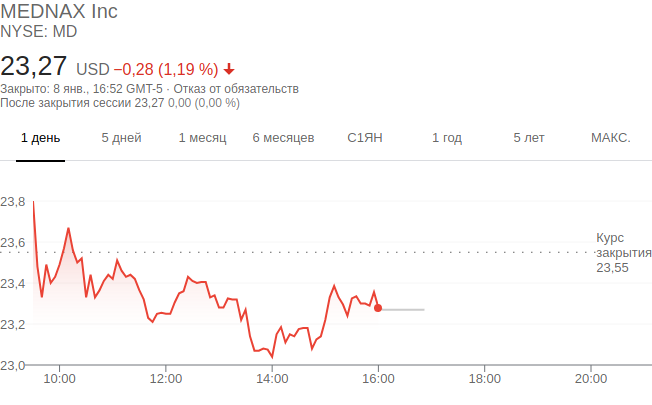 MEDNAX Inc
NYSE: MD
23,27 USD −0,28 (1,19 %)
Закрыто: 8 янв., 16:52 GMT-5 · Отказ от обязательств
После закрытия сессии 23,27 0,00 (0,00 %)
1 день 5 дней 1 месяц 6 месяцев С1ЯН 1 год 5 лет МАКС.
23,8
23,6
Курс
закрытия
23,55
23,4
23,2
23,0
10:00 12:00 14:00 16:00 18:00 20:00